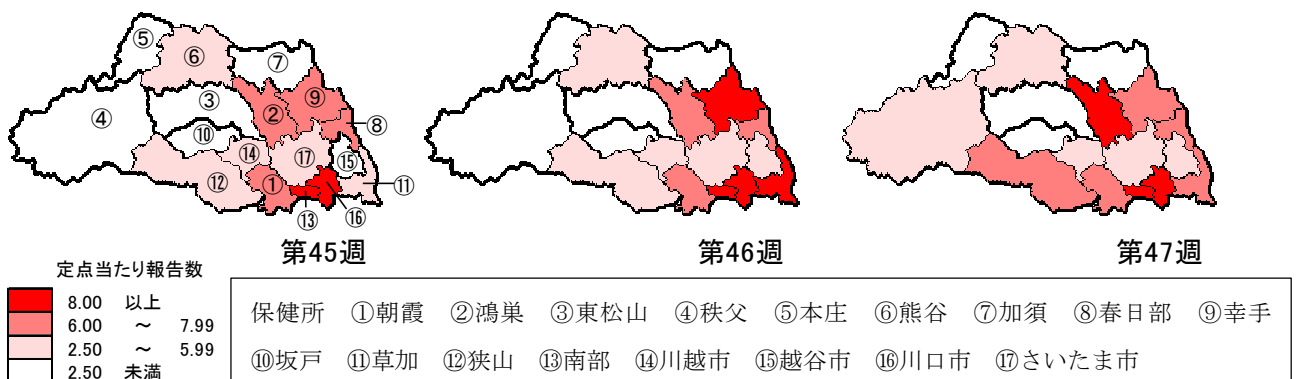 ⑤
⑥
⑦
④
③
②
⑨
⑩
⑭
⑰
⑧
⑮
⑫
①
⑪
⑬
⑯
第45週
第46週
第47週
定点当たり報告数
8.00 以上
6.00 ～ 7.99
2.50 ～ 5.99
2.50 未満
保健所 ①朝霞 ②鴻巣 ③東松山 ④秩父 ⑤本庄 ⑥熊谷 ⑦加須 ⑧春日部 ⑨幸手
⑩坂戸 ⑪草加 ⑫狭山 ⑬南部 ⑭川越市 ⑮越谷市 ⑯川口市 ⑰さいたま市